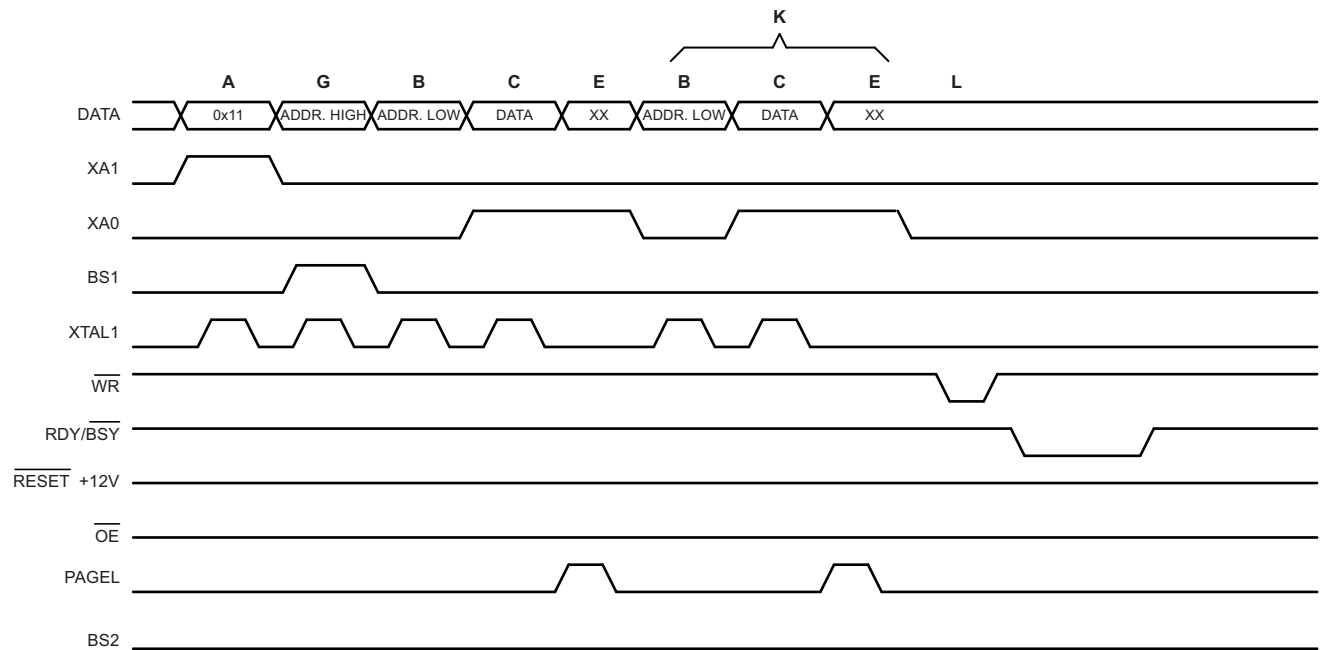 K
A G B C E B C E L
DATA 0x11 ADDR. HIGH ADDR. LOW DATA XX ADDR. LOW DATA XX
XA1
XA0
BS1
XTAL1
WR
RDY/BSY
RESET +12V
OE
PAGEL
BS2